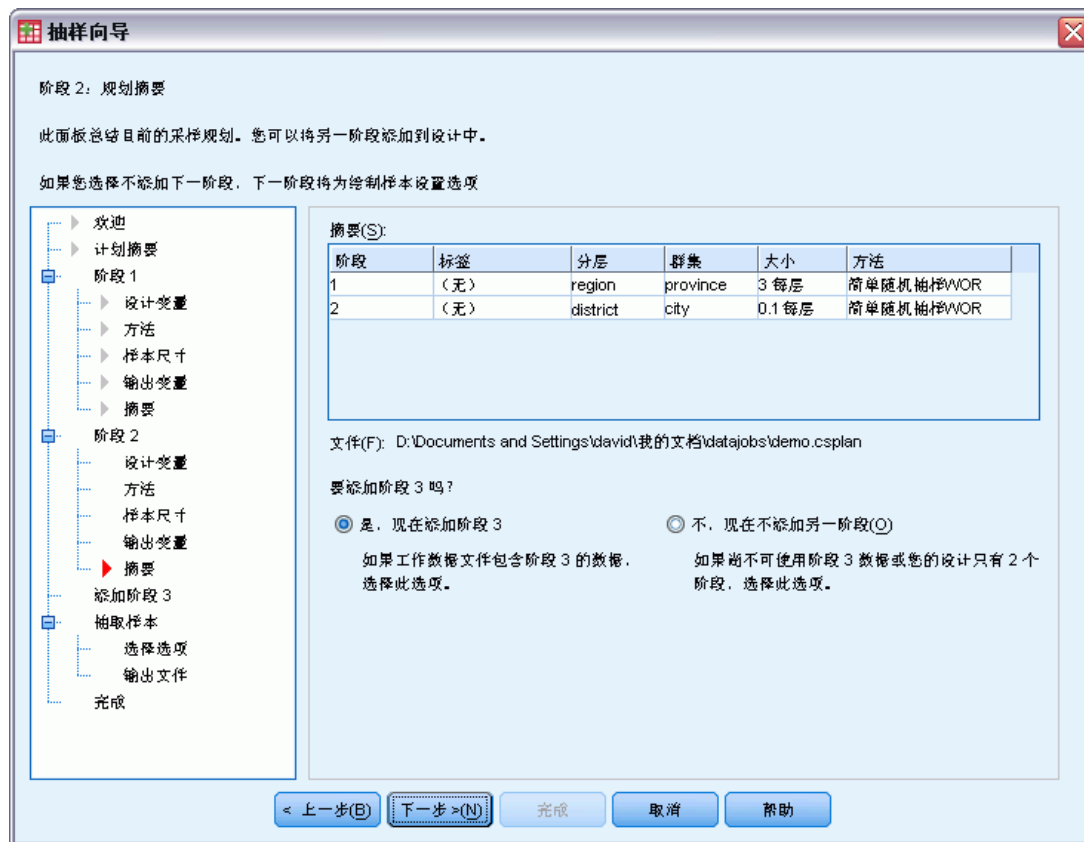 抽样向导
阶段 2：规划摘要
此面板总结目前的采样规划。您可以将另一阶段添加到设计中。
如果您选择不添加下一阶段，下一阶段将为绘制样本设置选项
欢迎
计划摘要
阶段 1
设计变量
方法
样本尺寸
输出变量
摘要
阶段 2
设计变量
方法
样本尺寸
输出变量
摘要
添加阶段 3
抽取样本
选择选项
输出文件
完成
摘要(S):
阶段 标签 分层 群集 大小 方法
1 （无） region province 3 每层 简单随机抽样WOR
2 （无） district city 0.1 每层 简单随机抽样WOR
文件(F): D:\Documents and Settings\david\我的文档\datajobs\demo.csplan
要添加阶段 3 吗？
是，现在添加阶段 3
如果工作数据文件包含阶段 3 的数据，
选择此选项。
不，现在不添加另一阶段(O)
如果尚不可使用阶段 3 数据或您的设计只有 2 个
阶段，选择此选项。
< 上一步(B) 下一步 >(N) 完成 取消 帮助